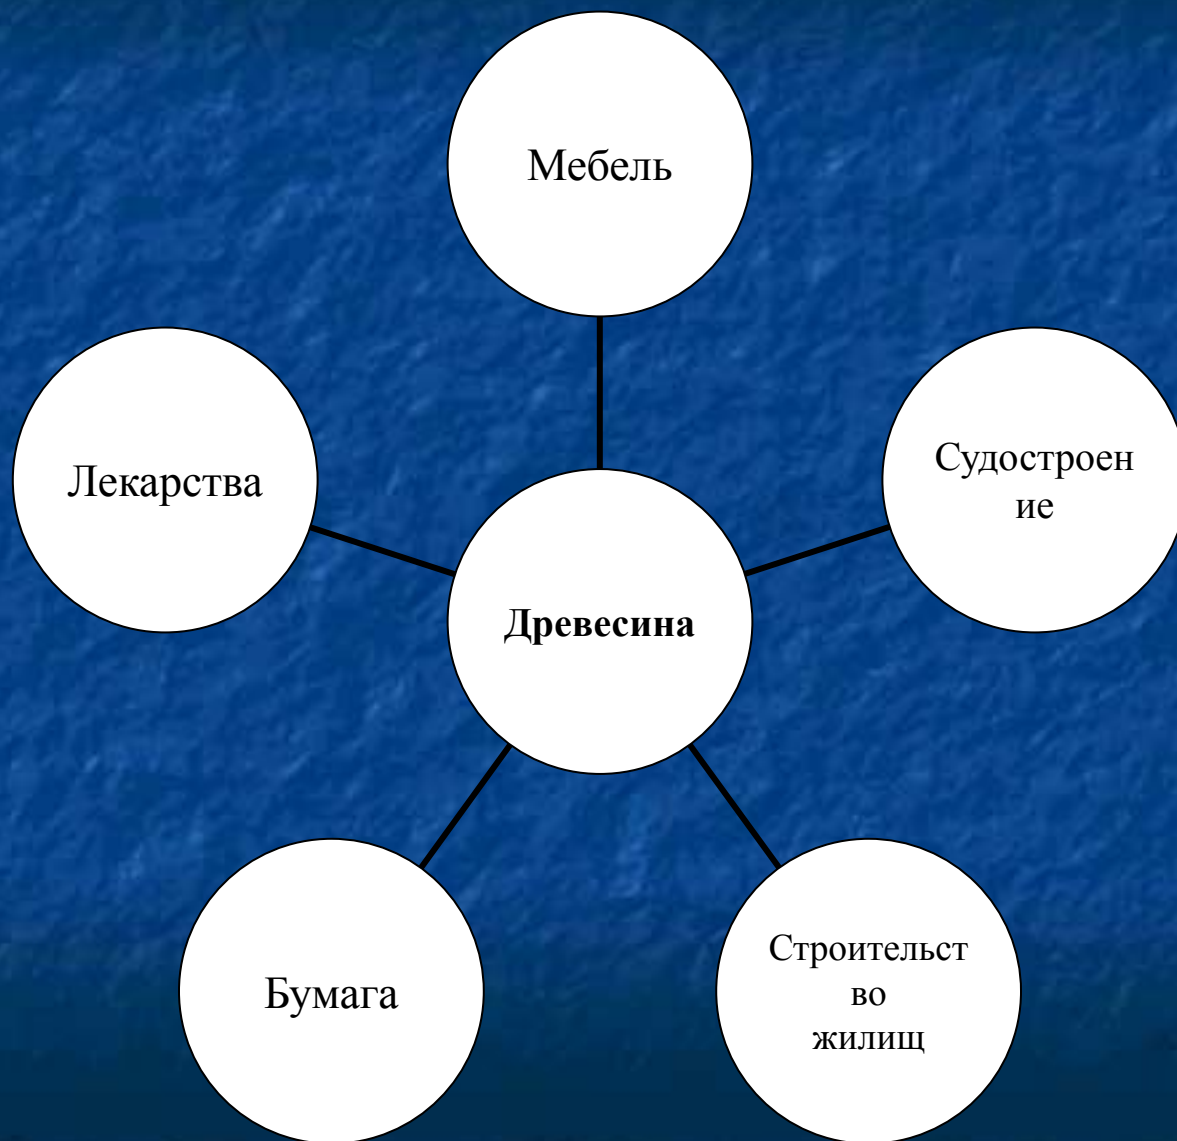 Мебель
Лекарства
Судостроен
ие
Древесина
Бумага
Строительст
во
жилищ